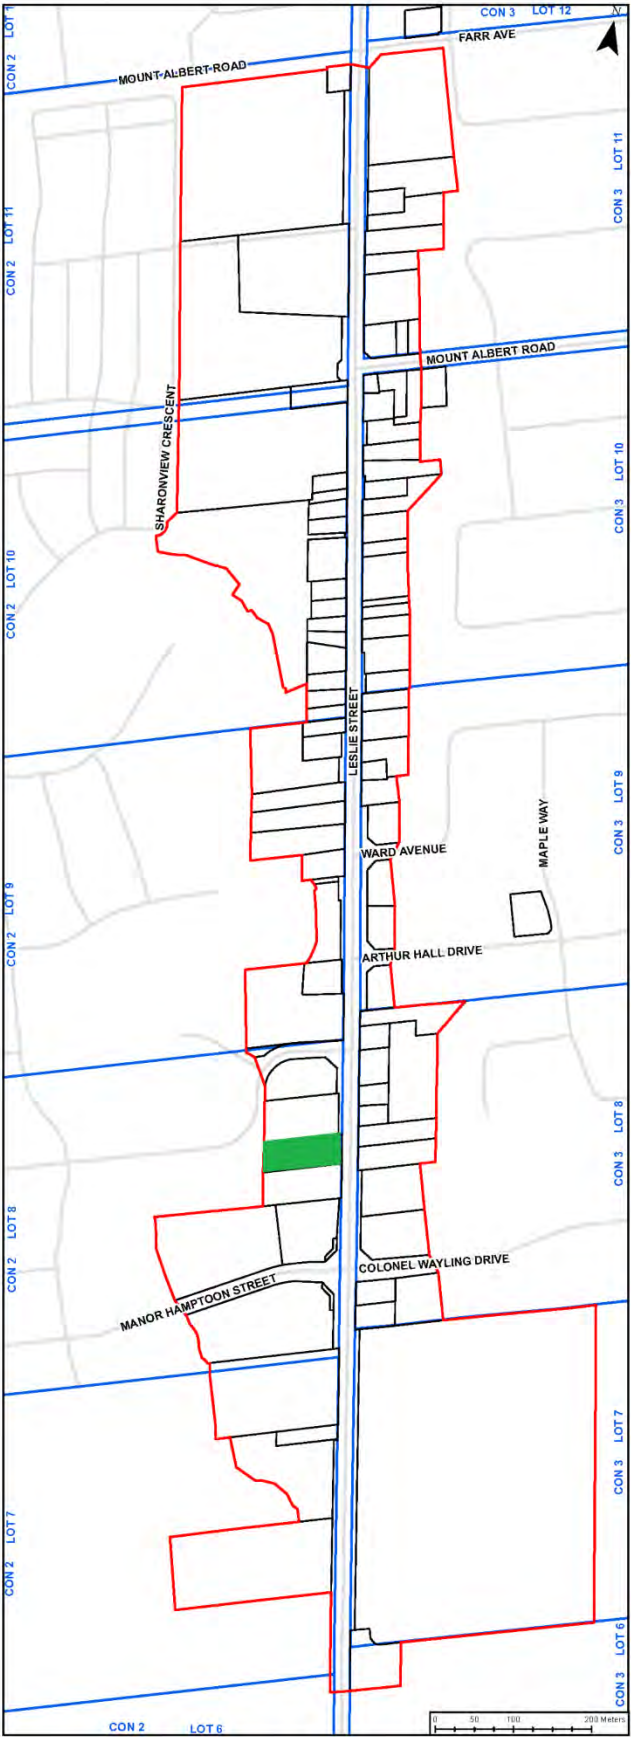 CON 3 LOT 12
N
FARR AVE
CON 2 LOT 1
MOUNT ALBERT ROAD
CON 3 LOT 11
CON 2 LOT 11
MOUNT ALBERT ROAD
SHARONVIEW CRESCENT
CON 3 LOT 10
CON 2 LOT 10
LESLIE STREET
CON 3 LOT 9
MAPLE WAY
WARD AVENUE
CON 2 LOT 9
ARTHUR HALL DRIVE
CON 3 LOT 8
CON 2 LOT 8
COLONEL WAYLING DRIVE
MANOR HAMPTOON STREET
CON 3 LOT 7
CON 2 LOT 7
CON 3 LOT 6
CON 2 LOT 6
0 50 100 200 Meters